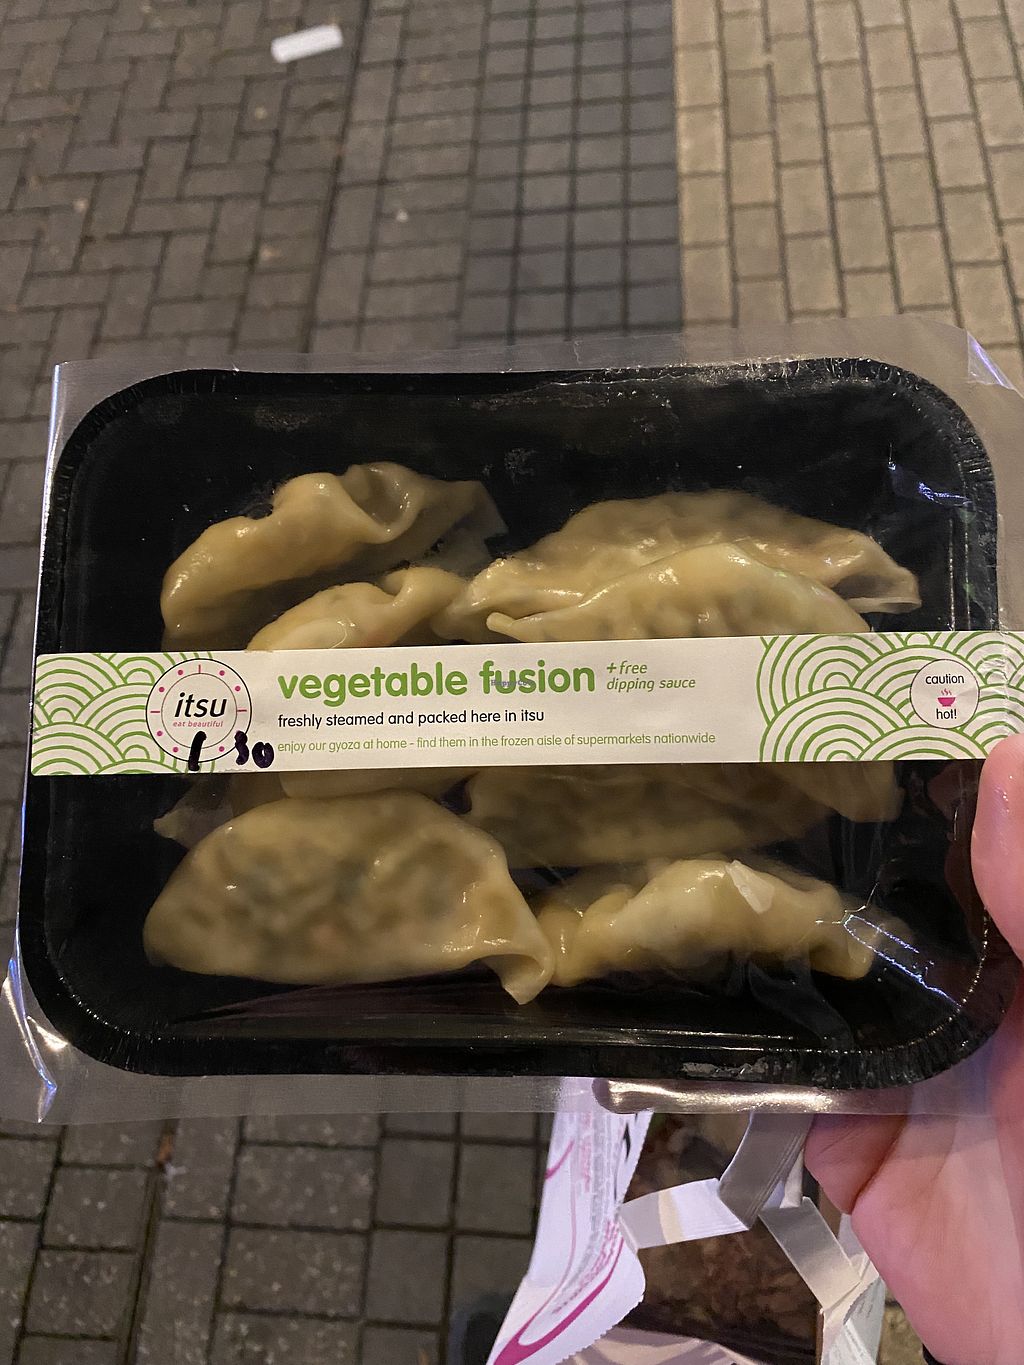 itsu
eat beautiful
vegetable fusion
+ free
dipping sauce
freshly steamed and packed here in itsu
enjoy our gyoza at home - find them in the frozen aisle of supermarkets nationwide
caution
hot!
1 30